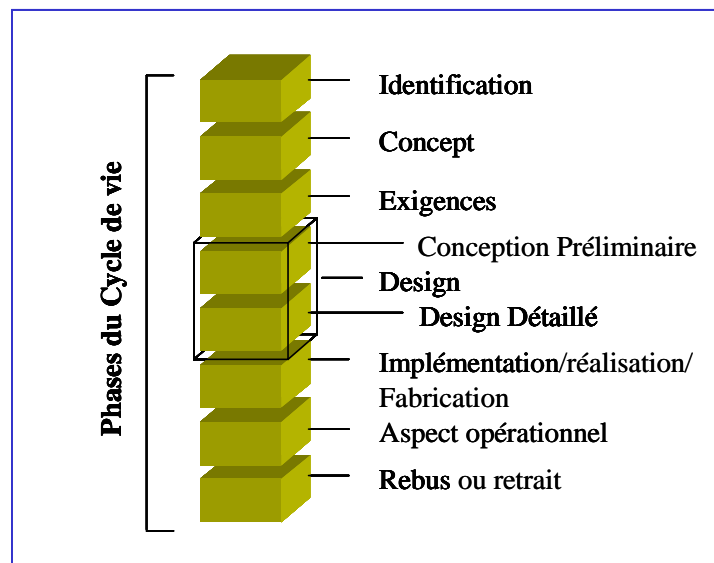 Phases du Cycle de vie
Identification
Concept
Exigences
Conception Préliminaire
Design
Design Détaillé
Implémentation/réalisation/
Fabrication
Aspect opérationnel
Rebus ou retrait